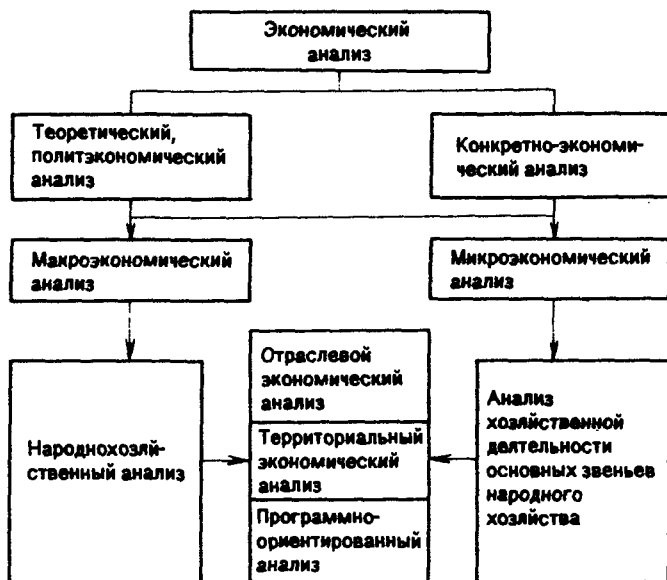 Экономический
анализ
Теоретический,
политэкономический
анализ
Конкретно-экономи-
ческий анализ
Макроэкономический
анализ
Микроэкономический
анализ
Народнохозяй-
ственный анализ
Отраслевой
экономический
анализ
Территориальный
экономический
анализ
Программно-
ориентированный
анализ
Анализ
хозяйственной
деятельности
основных звеньев
народного
хозяйства